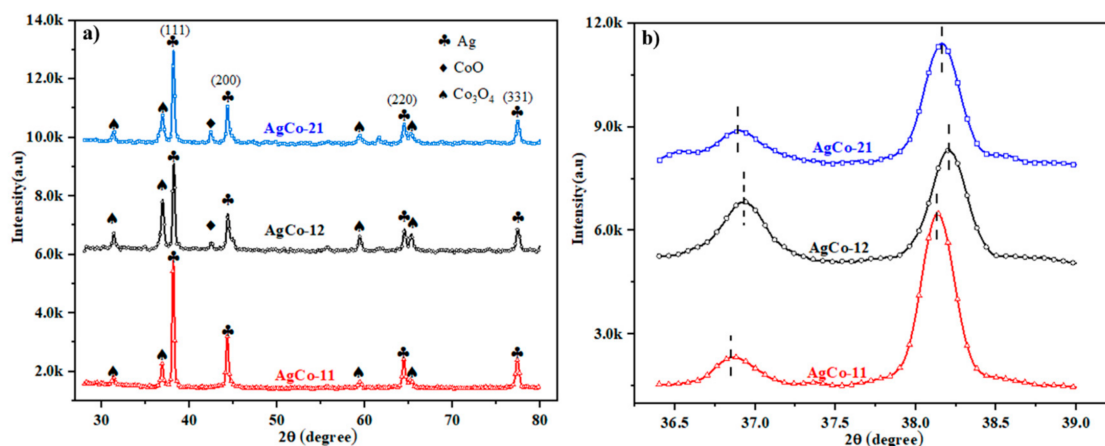 a)
Intensity(a.u)
14.0k
12.0k
10.0k
8.0k
6.0k
4.0k
2.0k
(111)
(200)
(220)
(331)
♣ Ag
♦ CoO
♠ Co₃O₄
AgCo-21
AgCo-12
AgCo-11
30 40 50 60 70 80
2θ (degree)
b)
Intensity(a.u)
12.0k
9.0k
6.0k
3.0k
AgCo-21
AgCo-12
AgCo-11
36.5 37.0 37.5 38.0 38.5 39.0
2θ (degree)